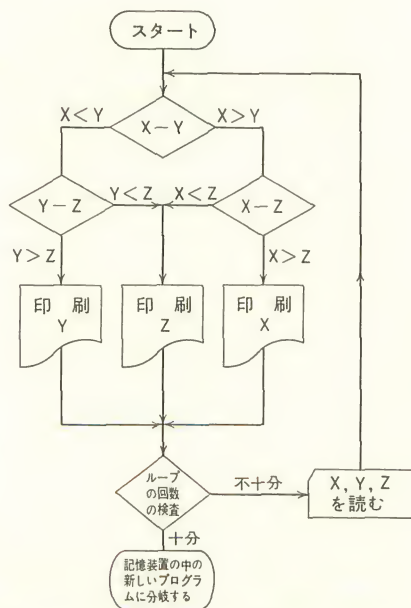 スタート
X<Y
X>Y
X−Y
Y−Z
Y<Z
X<Z
X−Z
Y>Z
X>Z
印 刷
Y
印 刷
Z
印 刷
X
ループ
の回数
の検査
不十分
X, Y, Z
を読む
十分
記憶装置の中の
新しいプログラ
ムに分岐する